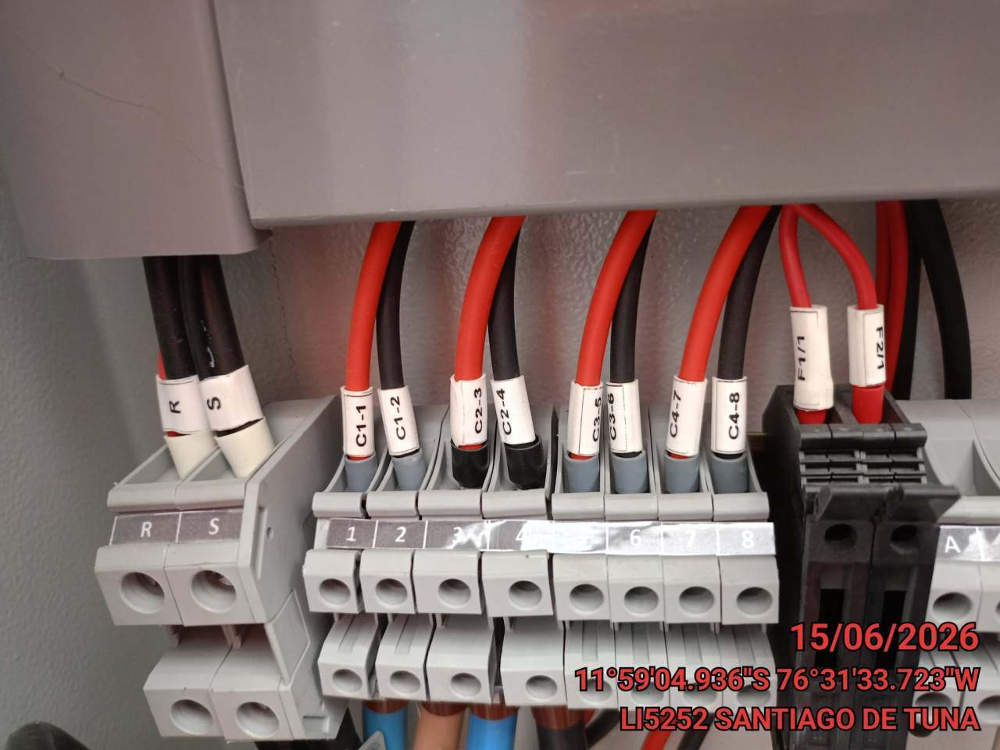 R
S
C1-1
C1-2
C2-3
C2-4
C3-5
C3-6
C4-7
C4-8
F1/1
F2/1
R S
1 2 3 4 6 7 8
A
15/06/2026
11°59'04.936"S 76°31'33.723"W
LI5252 SANTIAGO DE TUNA